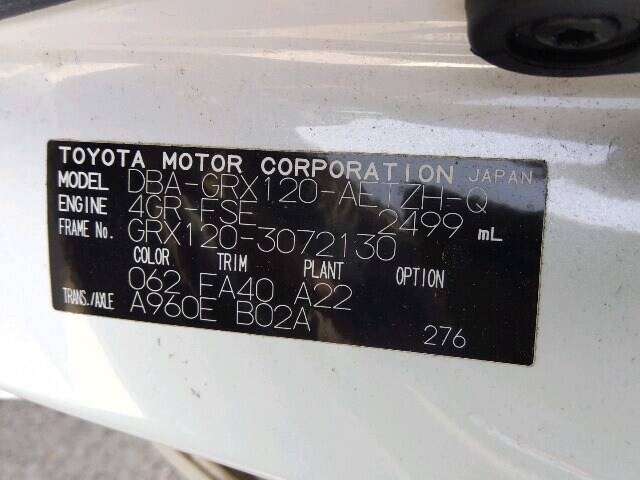 TOYOTA MOTOR CORPORATION JAPAN
MODEL DBA-GRX120-AETZH-Q
ENGINE 4GR-FSE 2499 mL
FRAME No. GRX120-3072130
COLOR TRIM PLANT OPTION
062 FA40 A22
TRANS./AXLE A960E B02A
276